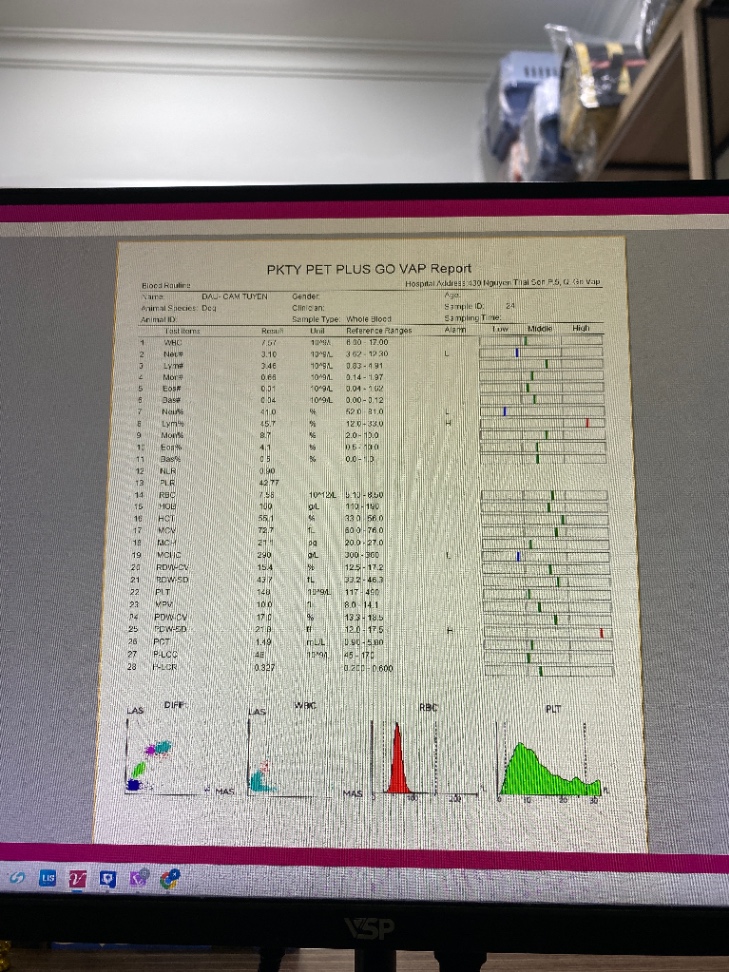 PKTY PET PLUS GO VAP Report
Blood Routine Hospital Address: 439 Nguyen Thai Son P.5, Q. Go Vap
Name: DAU- CAM TUYEN Gender: Age:
Animal Species: Dog Clinician: Sample ID: 24
Animal ID: Sample Type: Whole Blood Sampling Time:
Test Items Result Unit Reference Ranges Alarm Low Middle High
1 WBC 7.57 10^9/L 6.00 - 17.00
2 Neu# 3.10 10^9/L 3.62 - 12.30 L
3 Lym# 3.46 10^9/L 0.83 - 4.91
4 Mon# 0.66 10^9/L 0.14 - 1.97
5 Eos# 0.31 10^9/L 0.04 - 1.62
6 Bas# 0.04 10^9/L 0.00 - 0.12
7 Neu% 41.0 % 52.0 - 81.0 L
8 Lym% 45.7 % 12.0 - 33.0 H
9 Mon% 8.7 % 2.0 - 13.0
10 Eos% 4.1 % 0.5 - 10.0
11 Bas% 0.5 % 0.0 - 1.3
12 NLR 0.90
13 PLR 42.77
14 RBC 7.58 10^12/L 5.10 - 8.50
15 HGB 160 g/L 110 - 190
16 HCT 55.1 % 33.0 - 56.0
17 MCV 72.7 fL 60.0 - 76.0
18 MCH 21.1 pg 20.0 - 27.0
19 MCHC 290 g/L 300 - 380 L
20 RDW-CV 15.4 % 12.5 - 17.2
21 RDW-SD 43.7 fL 33.2 - 46.3
22 PLT 148 10^9/L 117 - 490
23 MPV 10.0 fL 8.0 - 14.1
24 PDW-CV 17.0 % 13.3 - 18.5
25 PDW-SD 21.8 fL 12.0 - 17.5 H
26 PCT 1.49 mL/L 0.90 - 5.80
27 P-LCC 48 10^9/L 45 - 170
28 P-LCR 0.327 0.600
LAS DIFF LAS WBC RBC PLT
MAS MAS 0 100 200 fL 0 10 20 30 fL
LIS
VSP